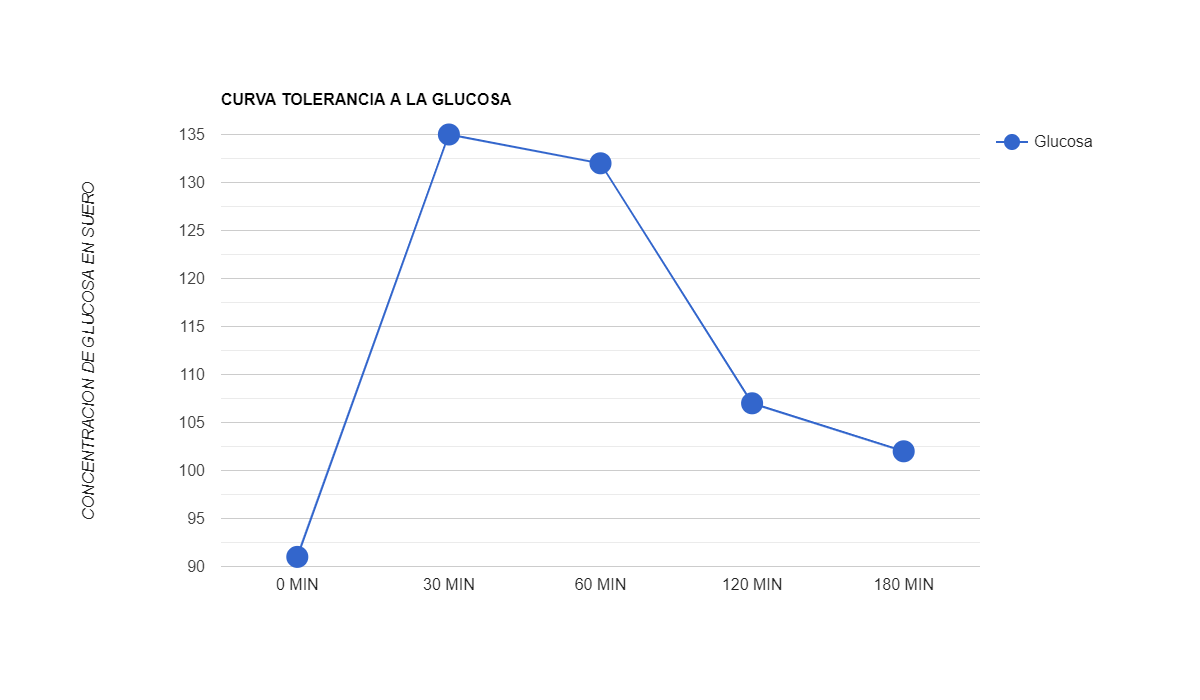 CURVA TOLERANCIA A LA GLUCOSA
Glucosa
CONCENTRACION DE GLUCOSA EN SUERO
135
130
125
120
115
110
105
100
95
90
0 MIN
30 MIN
60 MIN
120 MIN
180 MIN